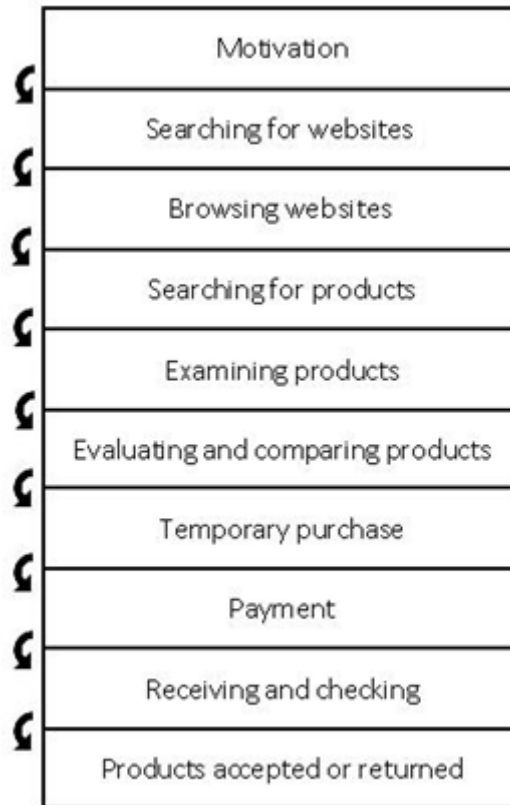 Motivation
Searching for websites
Browsing websites
Searching for products
Examining products
Evaluating and comparing products
Temporary purchase
Payment
Receiving and checking
Products accepted or returned